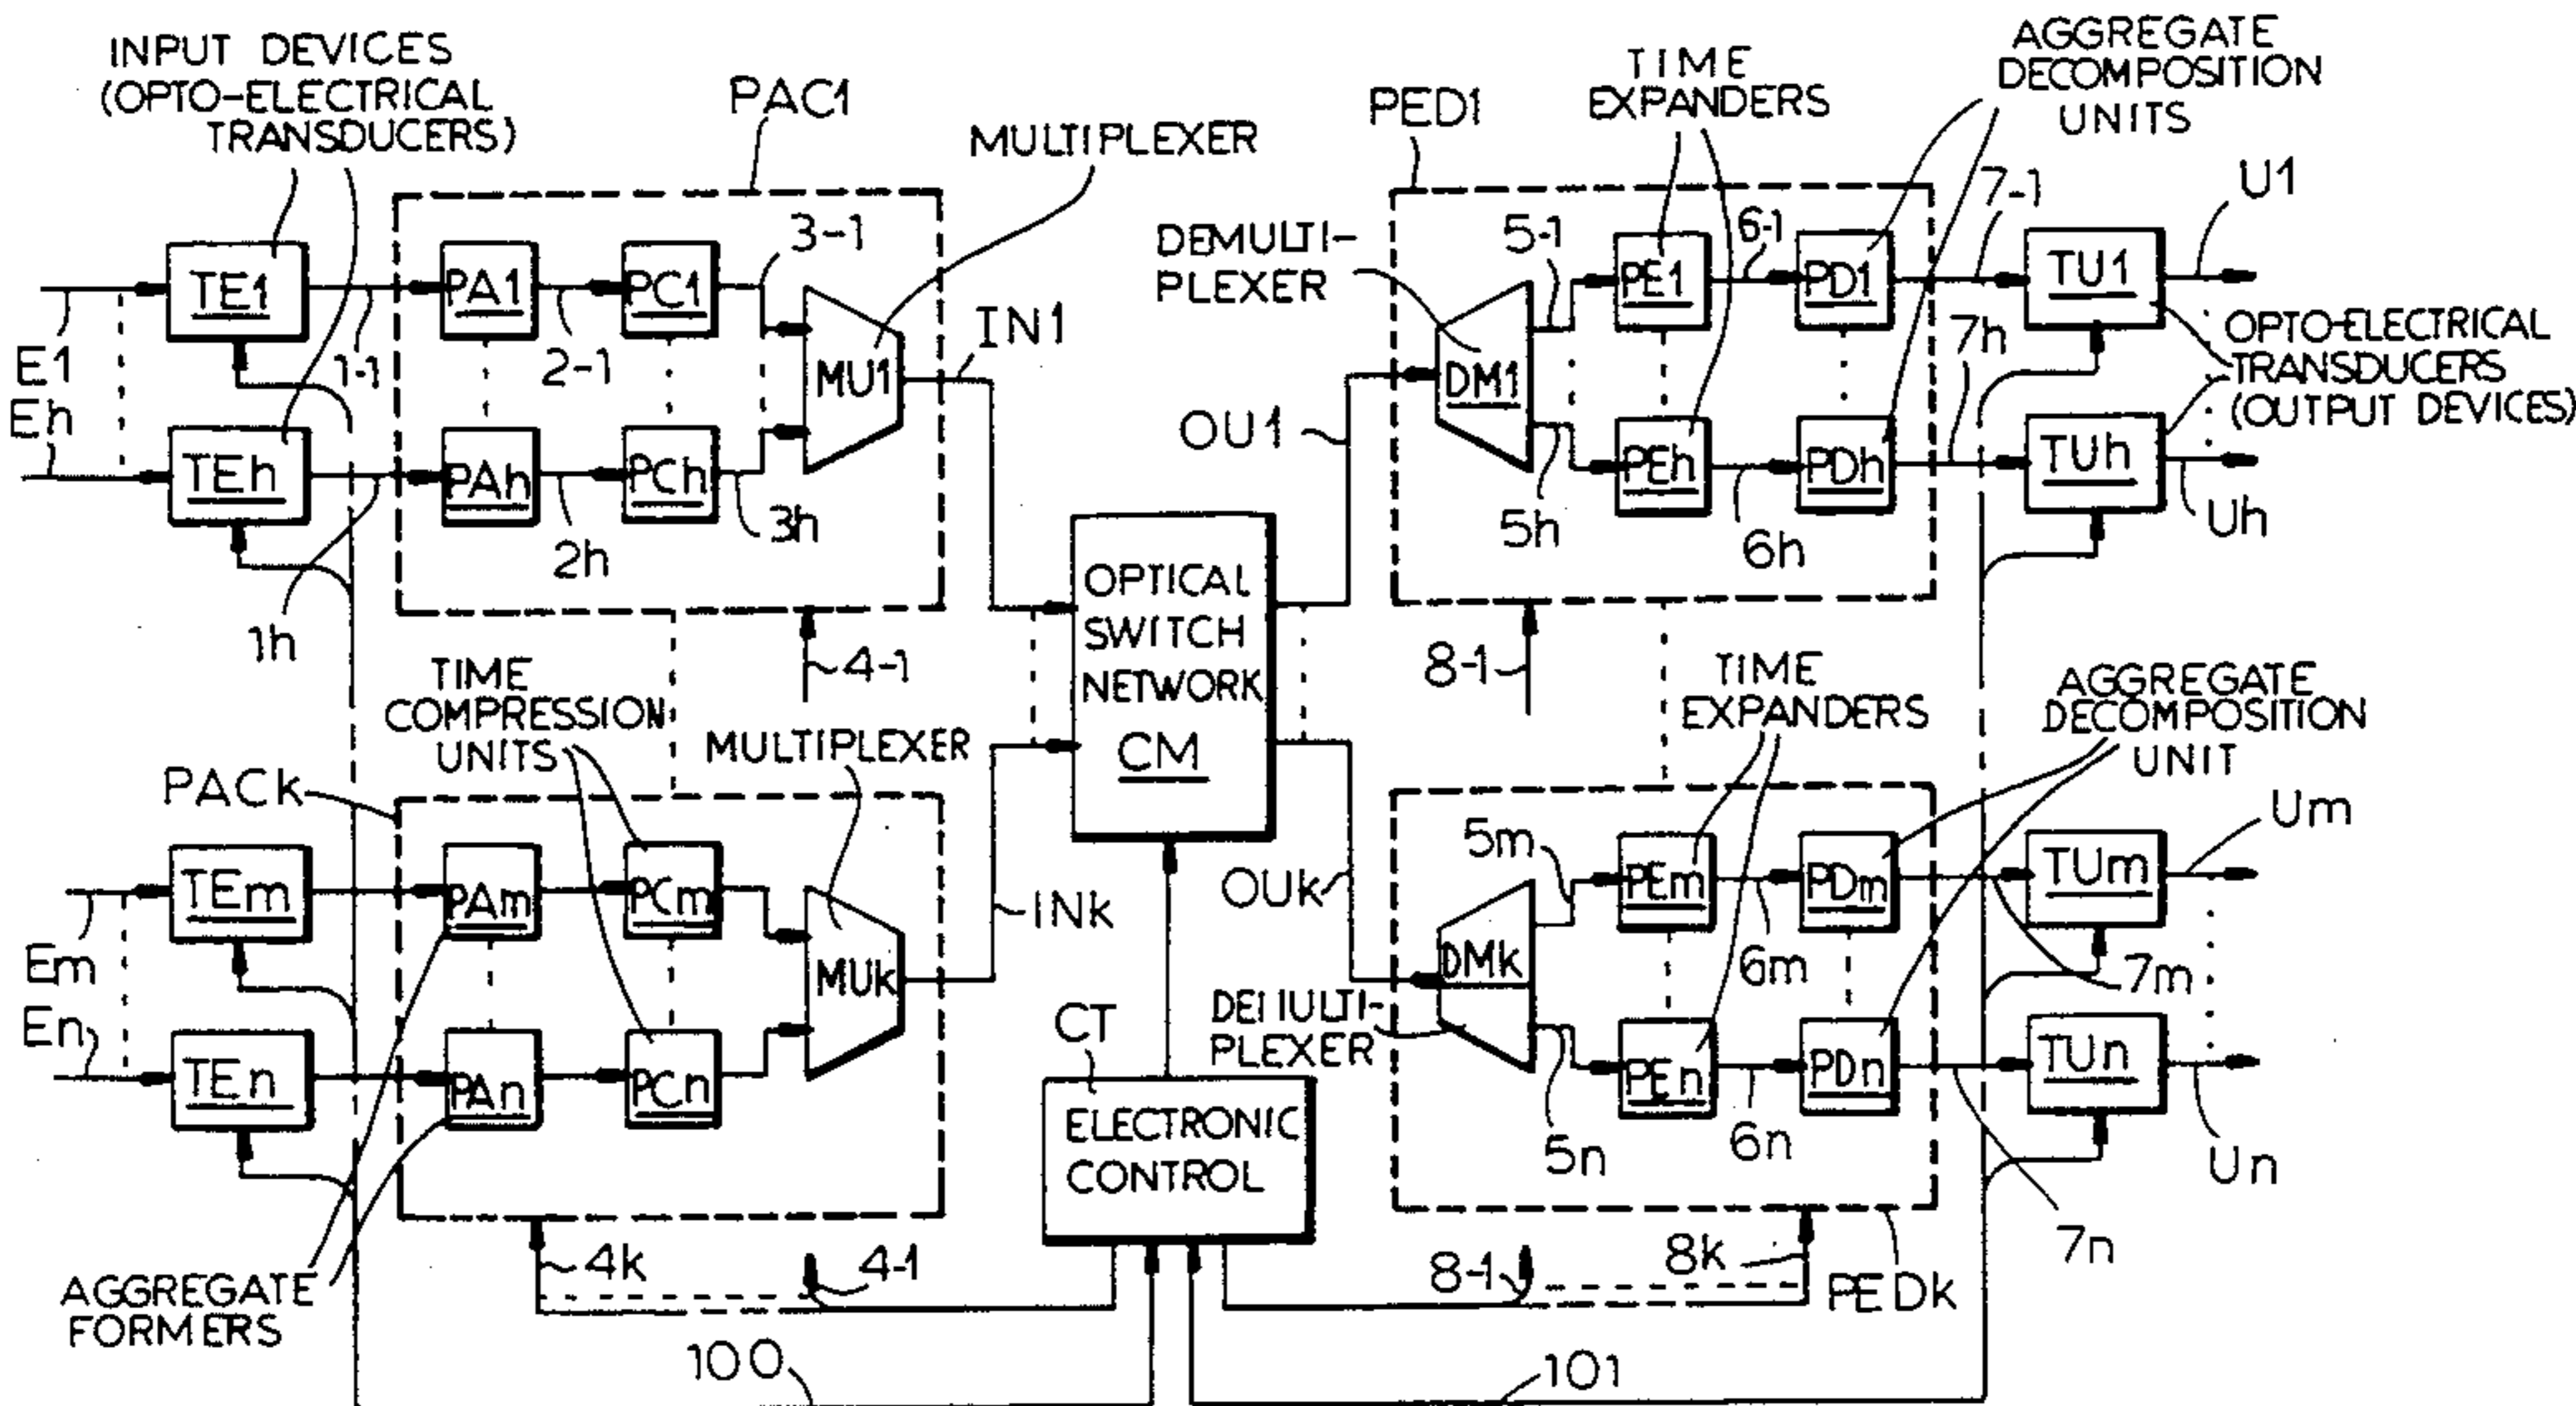 INPUT DEVICES
(OPTO-ELECTRICAL
TRANSDUCERS)
PAC1
MULTIPLEXER
PED1
TIME
EXPANDERS
AGGREGATE
DECOMPOSITION
UNITS
E1
Eh
TE1
1-1
PA1
2-1
PC1
3-1
MU1
IN1
TEh
1h
PAh
2h
PCh
3h
4-1
DEMULTI-
PLEXER
OU1
DM1
5-1
PE1
6-1
PD1
7-1
TU1
U1
5h
PEh
6h
PDh
7h
TUh
Uh
OPTO-ELECTRICAL
TRANSDUCERS
(OUTPUT DEVICES)
8-1
OPTICAL
SWITCH
NETWORK
CM
TIME
COMPRESSION
UNITS
MULTIPLEXER
PACk
TIME
EXPANDERS
AGGREGATE
DECOMPOSITION
UNIT
Em
En
TEm
PAm
PCm
MUk
INk
TEn
PAn
PCn
AGGREGATE
FORMERS
4k
4-1
CT
ELECTRONIC
CONTROL
OUk
DMk
DEMULTI-
PLEXER
5m
PEm
6m
PDm
7m
TUm
Um
5n
PEn
6n
PDn
7n
TUn
Un
8-1
8k
PEDk
100
101